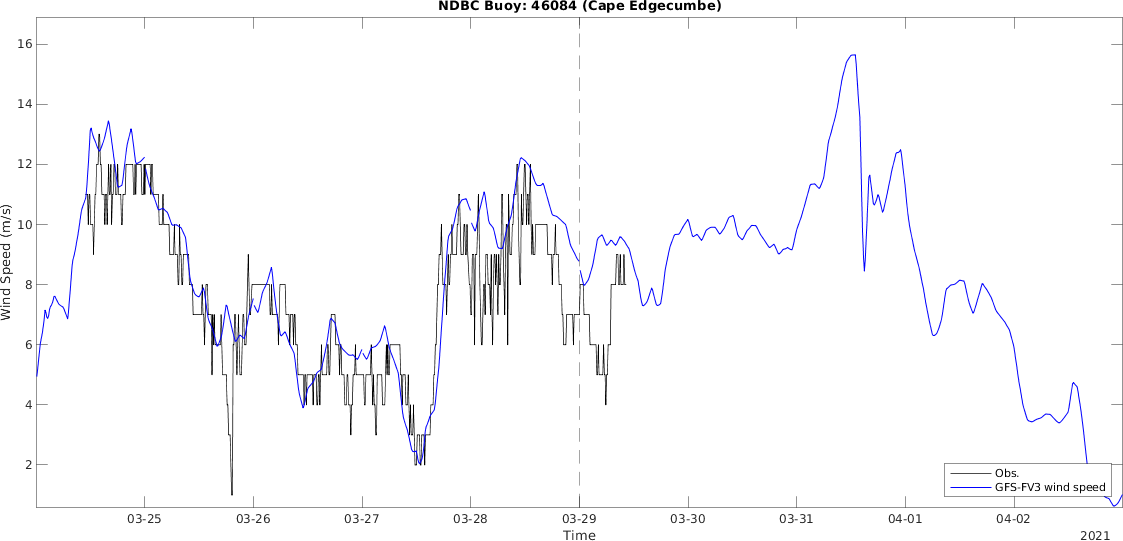 NDBC Buoy: 46084 (Cape Edgecumbe)
Wind Speed (m/s)
16
14
12
10
8
6
4
2
Obs.
GFS-FV3 wind speed
03-25 03-26 03-27 03-28 03-29 03-30 03-31 04-01 04-02
Time
2021